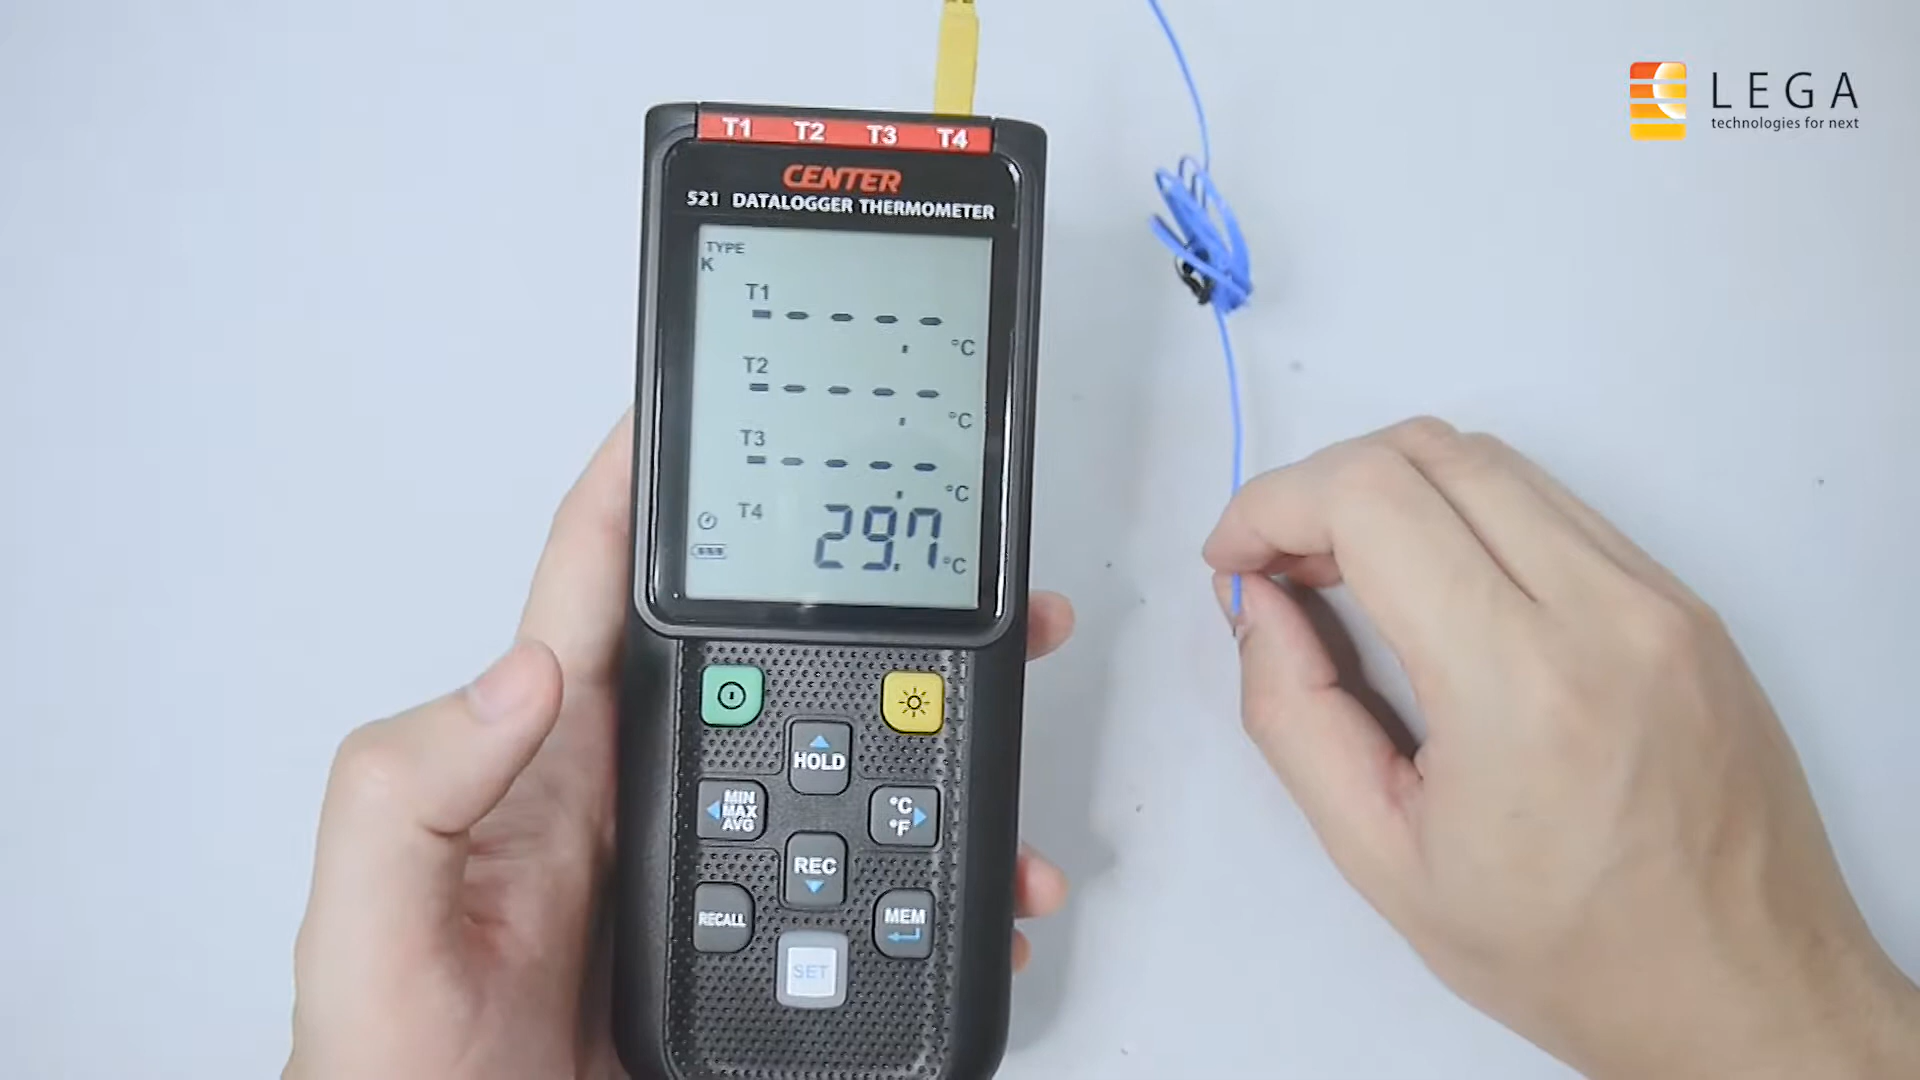 LEGA
technologies for next
T1 T2 T3 T4
CENTER
521 DATALOGGER THERMOMETER
TYPE
K
T1
- - - - . - °C
T2
- - - - . - °C
T3
- - - - . - °C
T4
29.7 °C
HOLD
MIN
MAX
AVG
°C
°F
REC
RECALL
MEM
SET